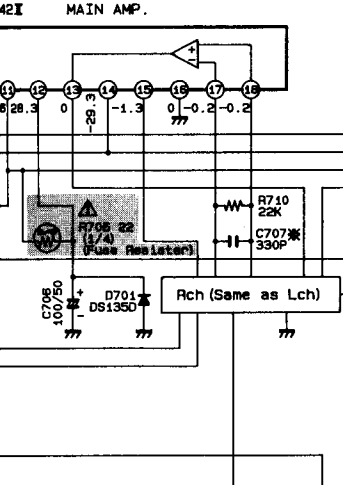 42II MAIN AMP.
11 12 13 14 15 16 17 18
28.3 0 -29.3 -1.3 0 -0.2 -0.2
R710
22K
R706 22
(1/4)
(Fuse Resister)
C707※
330P
C706
100/50
D701
DS135D
Rch (Same as Lch)